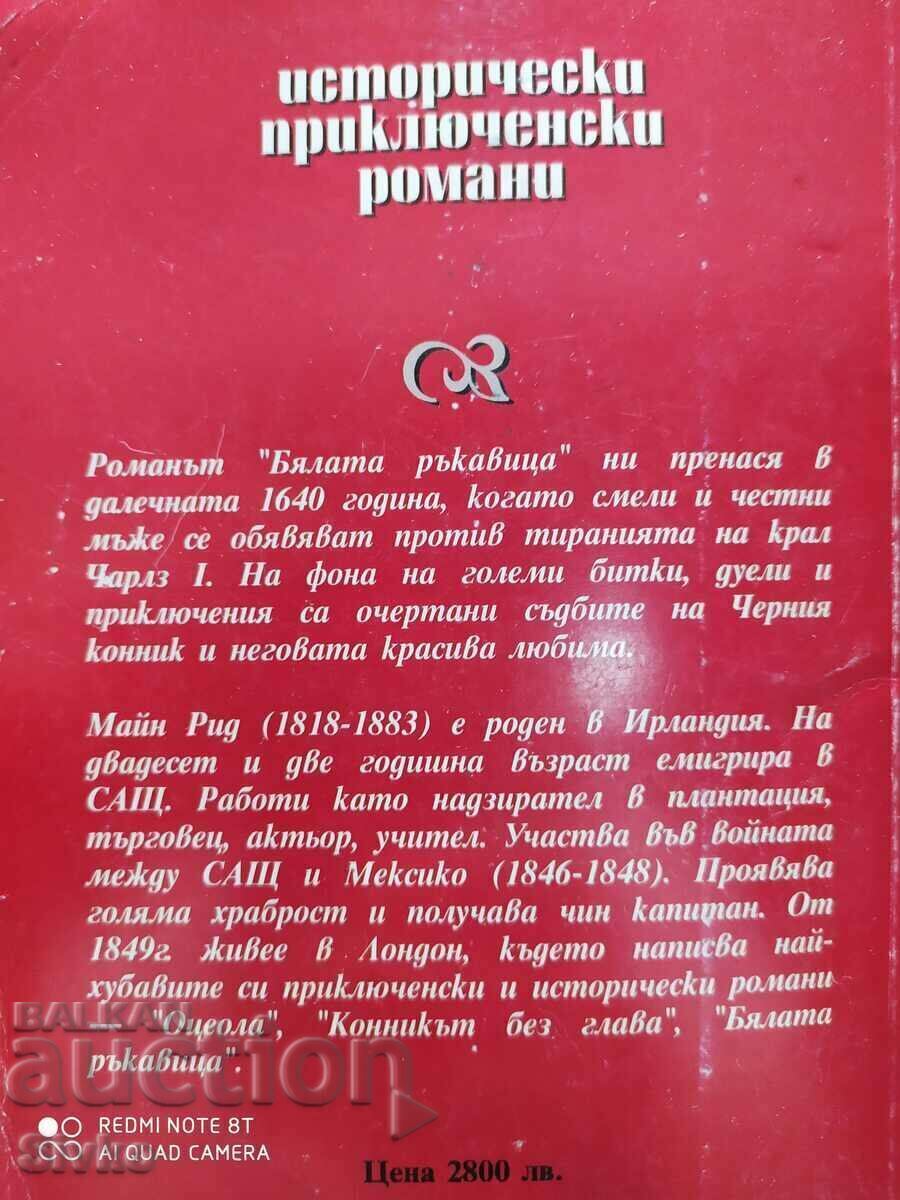 исторически
приключенски
романи
Романът "Бялата ръкавица" ни пренася в
далечната 1640 година, когато смели и честни
мъже се обявяват против тиранията на крал
Чарлз I. На фона на големи битки, дуели и
приключения са очертани съдбите на Черния
конник и неговата красива любима.
Майн Рид (1818-1883) е роден в Ирландия. На
двадесет и две годишна възраст емигрира в
САЩ. Работи като надзирател в плантация,
търговец, актьор, учител. Участва във войната
между САЩ и Мексико (1846-1848). Проявява
голяма храброст и получава чин капитан. От
1849г. живее в Лондон, където написва най-
хубавите си приключенски и исторически романи
— "Оцеола", "Конникът без глава", "Бялата
ръкавица".
BALKAN
auction
REDMI NOTE 8T
AI QUAD CAMERA
Sivko
Цена 2800 лв.